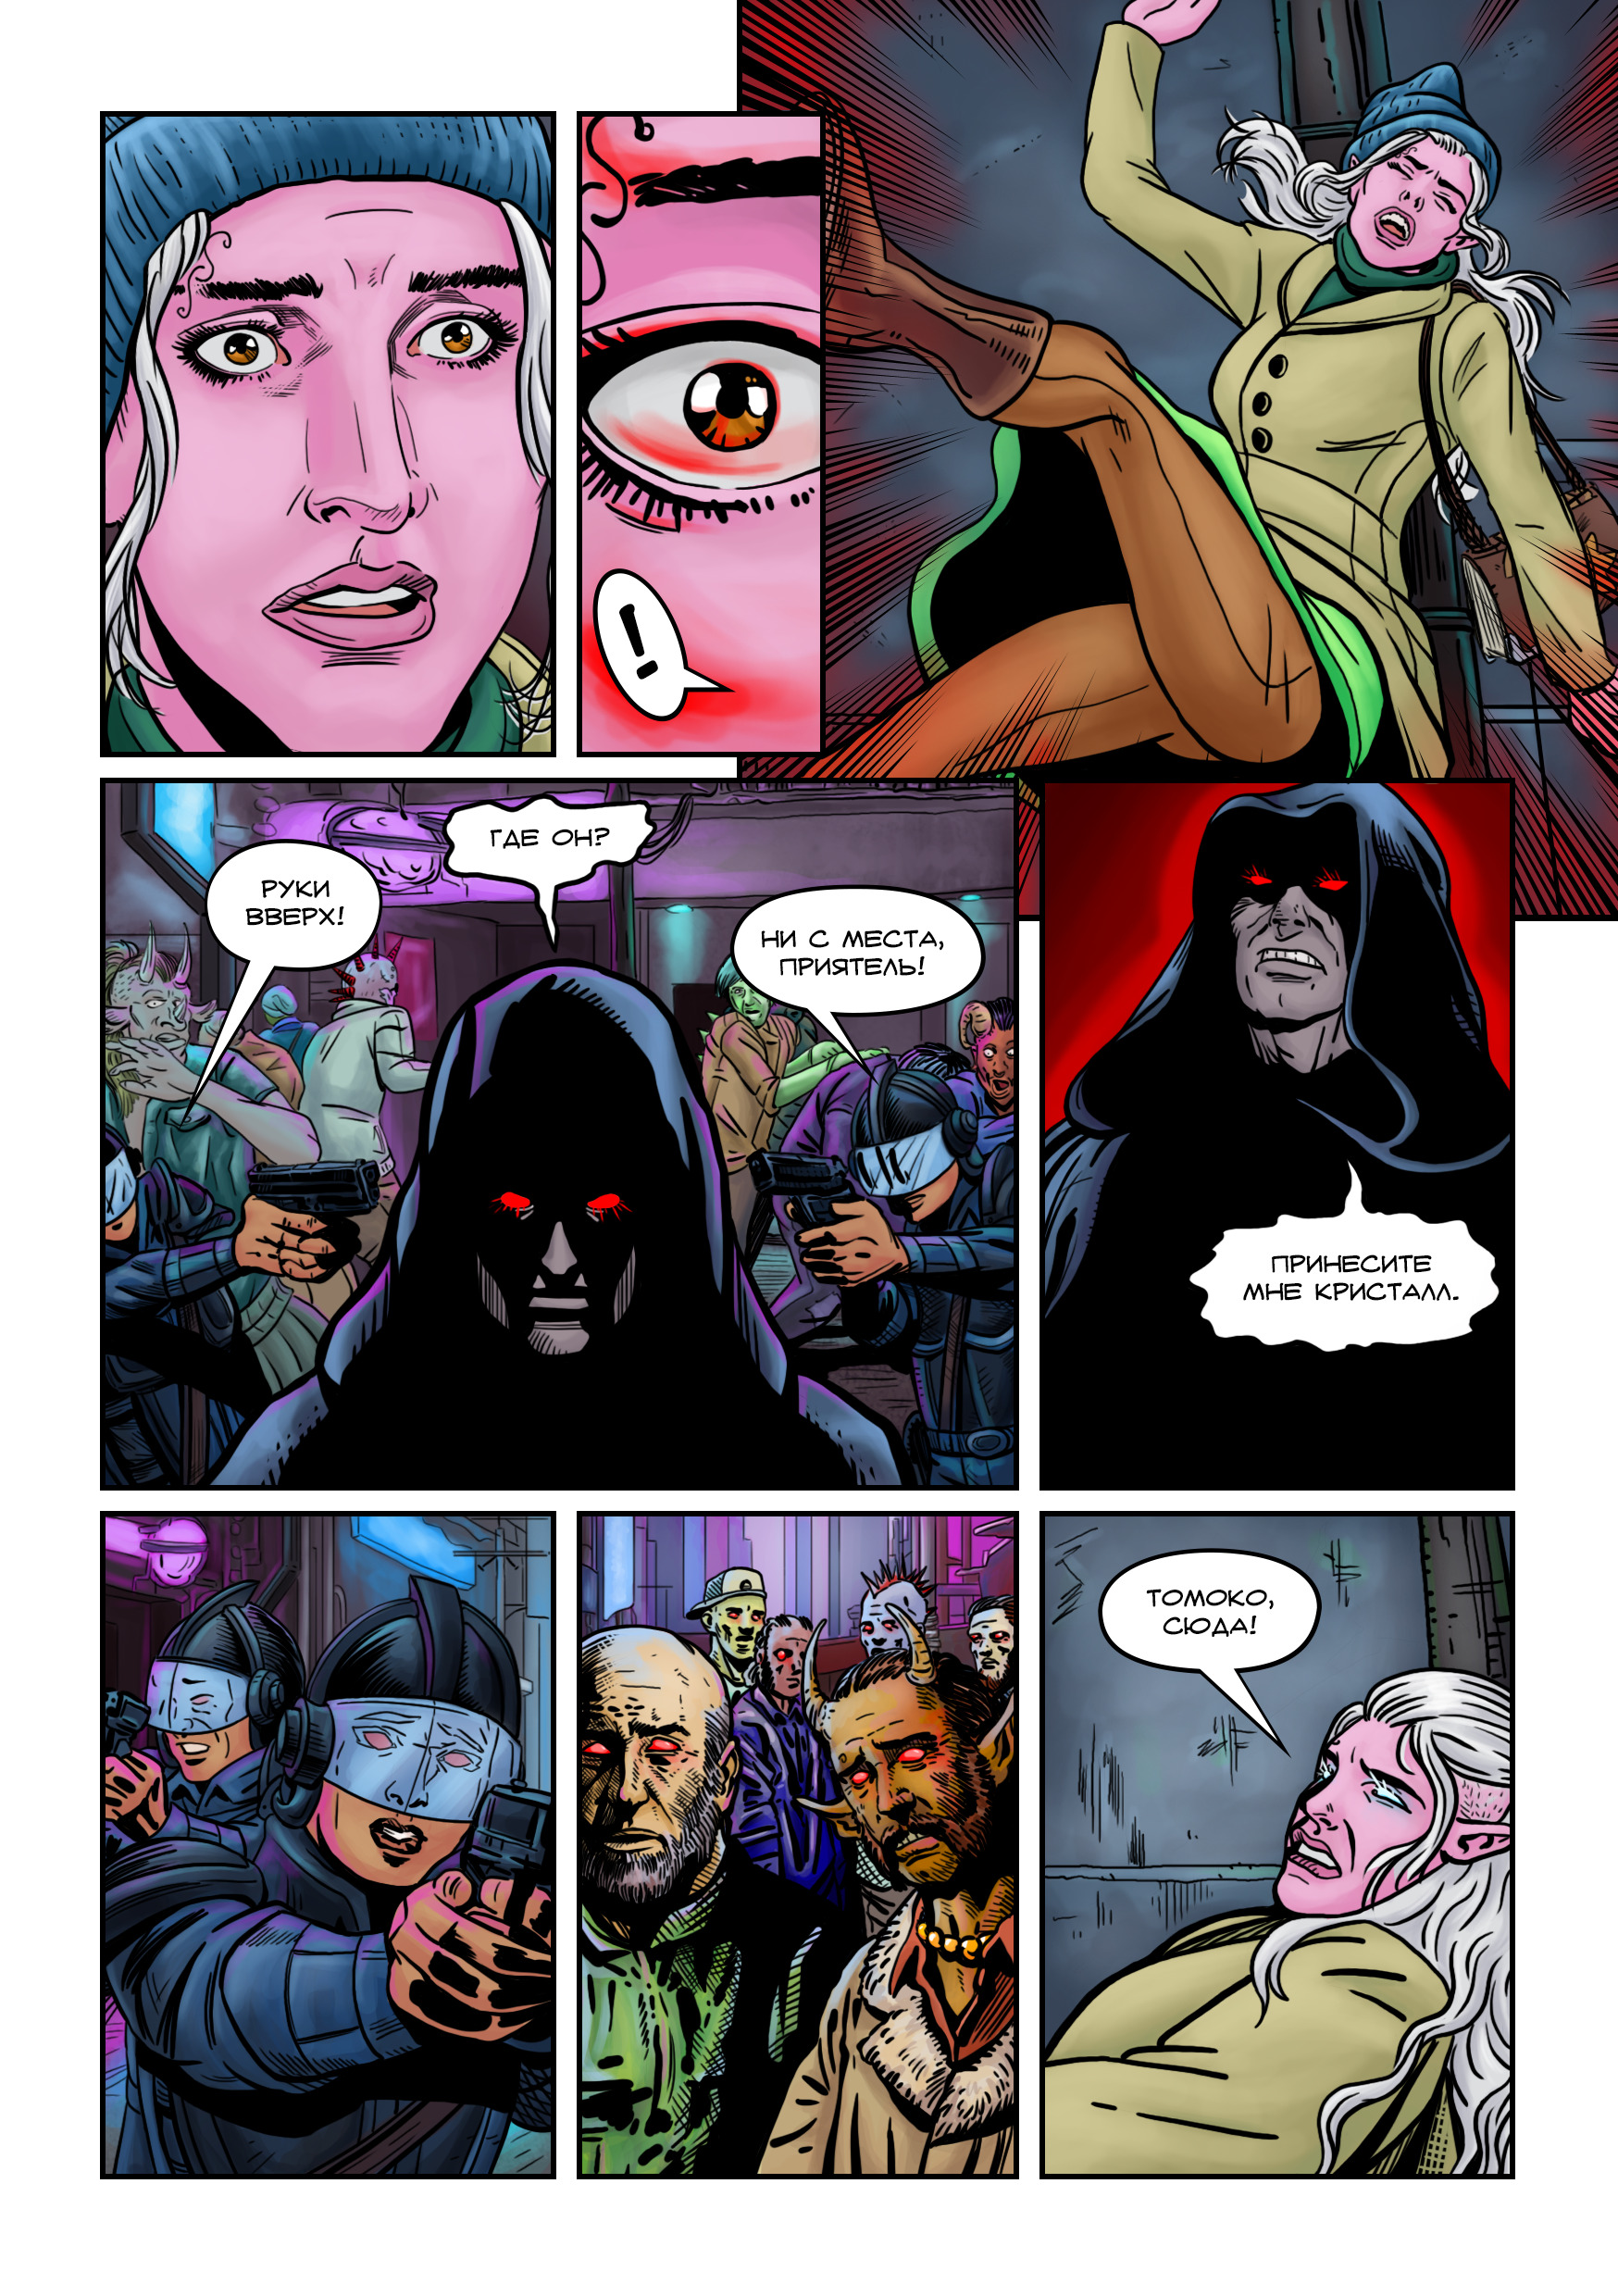 !
РУКИ
ВВЕРХ!
ГДЕ ОН?
НИ С МЕСТА,
ПРИЯТЕЛЬ!
ПРИНЕСИТЕ
МНЕ КРИСТАЛЛ.
ТОМОКО,
СЮДА!